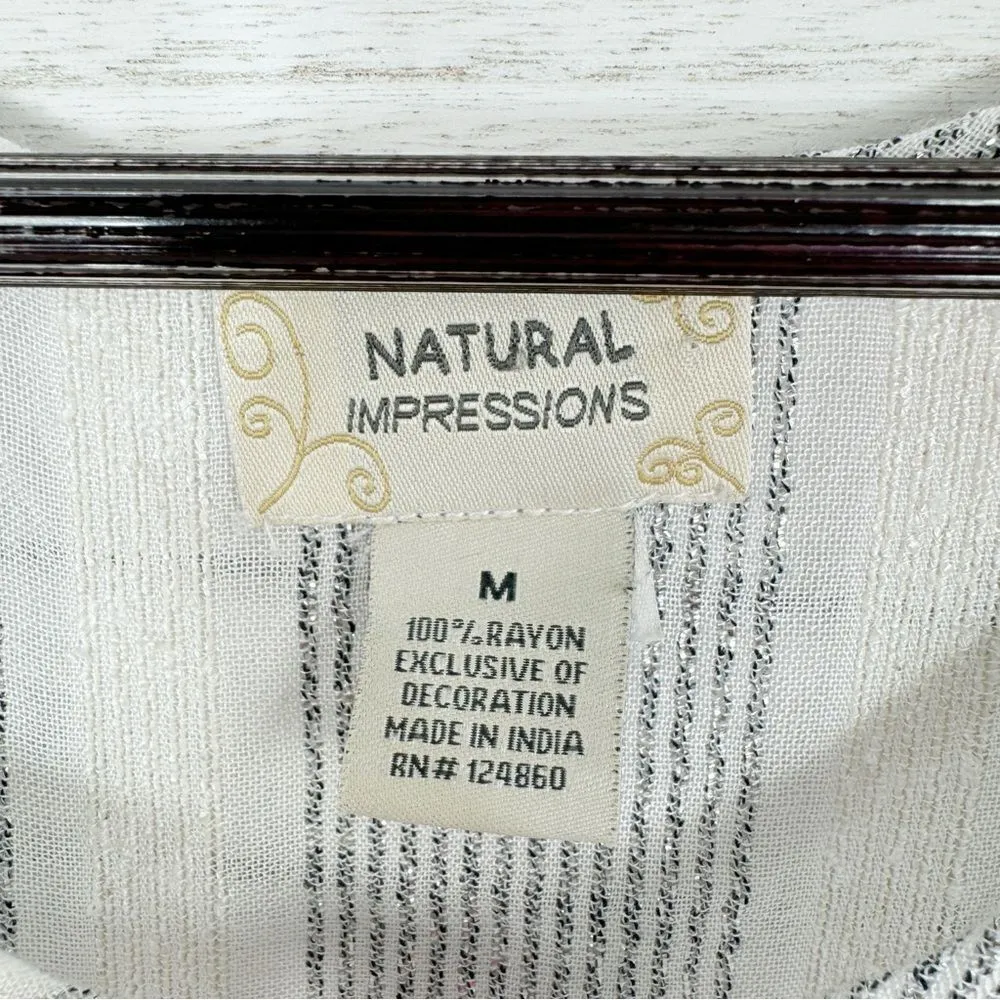 NATURAL
IMPRESSIONS
M
100% RAYON
EXCLUSIVE OF
DECORATION
MADE IN INDIA
RN# 124860